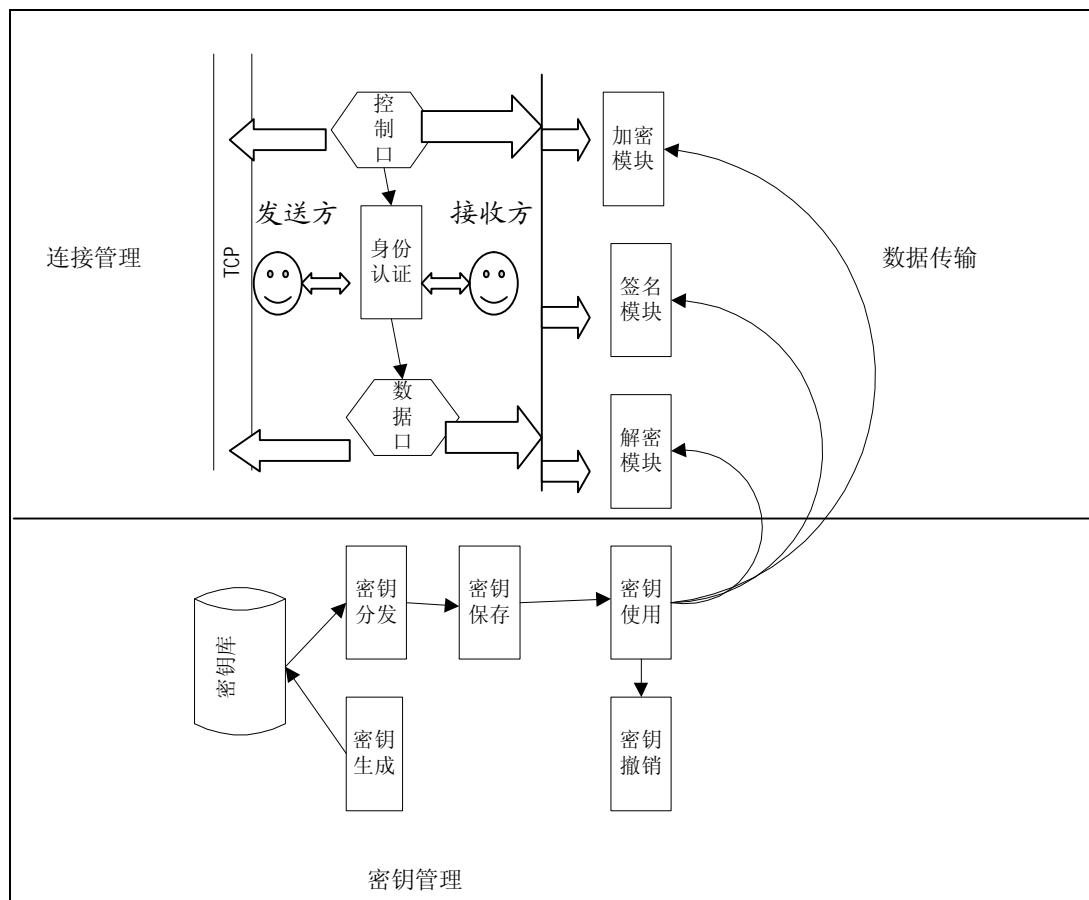 控
制
口
加密
模块
发送方
接收方
连接管理
TCP
身份
认证
签名
模块
数据传输
数
据
口
解密
模块
密钥库
密钥
分发
密钥
保存
密钥
使用
密钥
生成
密钥
撤销
密钥管理